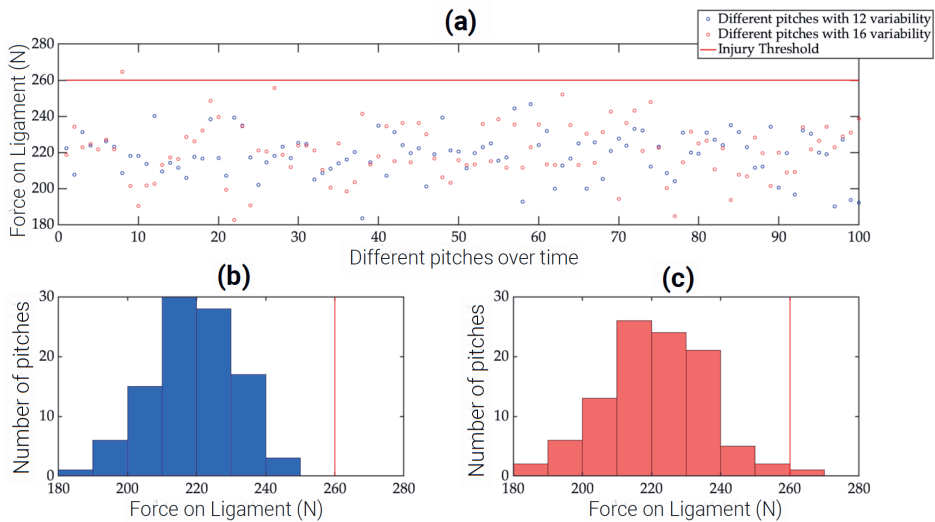 (a)
Different pitches with 12 variability
Different pitches with 16 variability
Injury Threshold
Force on Ligament (N)
280
260
240
220
200
180
0 10 20 30 40 50 60 70 80 90 100
Different pitches over time
(b)
Number of pitches
30
20
10
0
180 200 220 240 260 280
Force on Ligament (N)
(c)
Number of pitches
30
20
10
0
180 200 220 240 260 280
Force on Ligament (N)